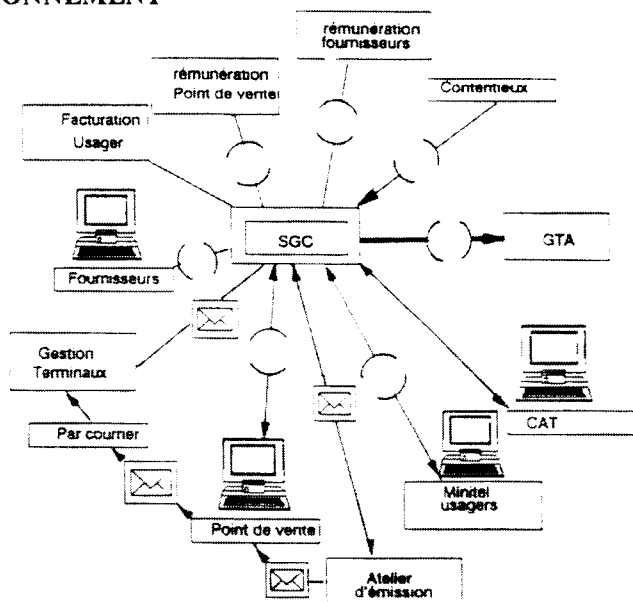 ONNEMENT
rémunération
fournisseurs
rémunération
Point de vente
Contentieux
Facturation
Usager
SGC
GTA
Fournisseurs
Gestion
Terminaux
CAT
Par courrier
Minitel
usagers
Point de vente
Atelier
d'émission